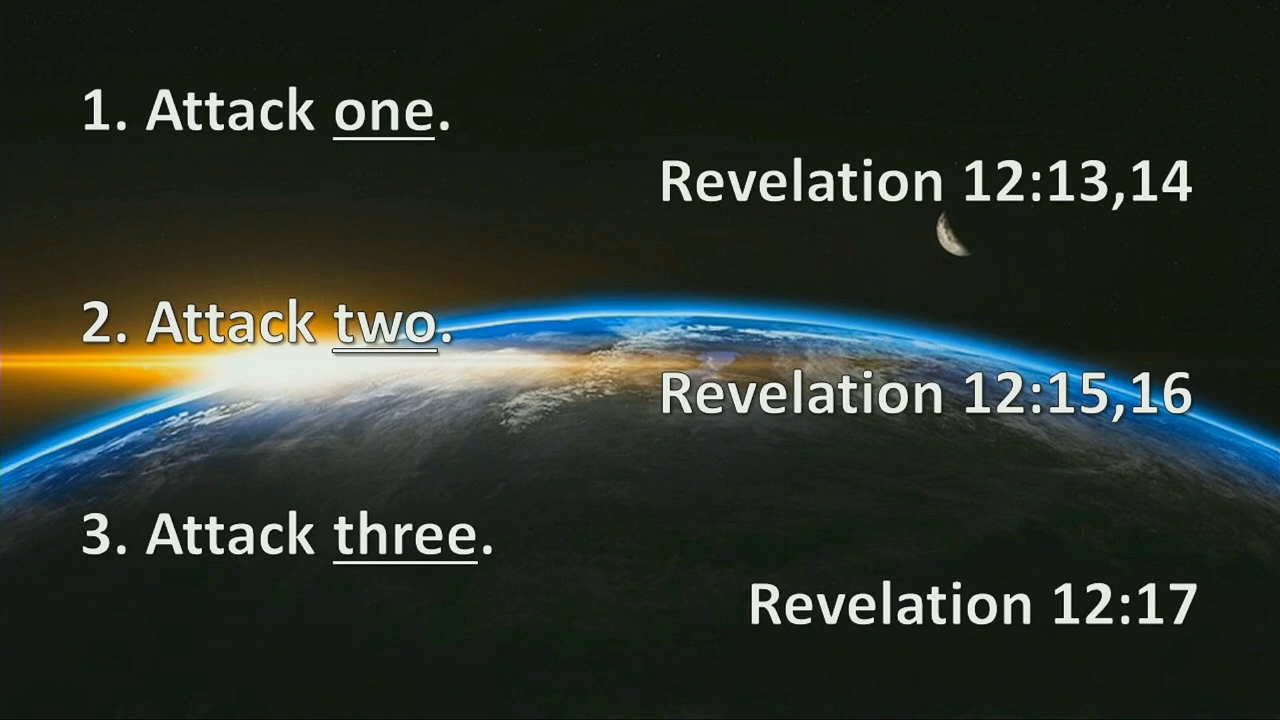 1. Attack one.
Revelation 12:13,14
2. Attack two.
Revelation 12:15,16
3. Attack three.
Revelation 12:17